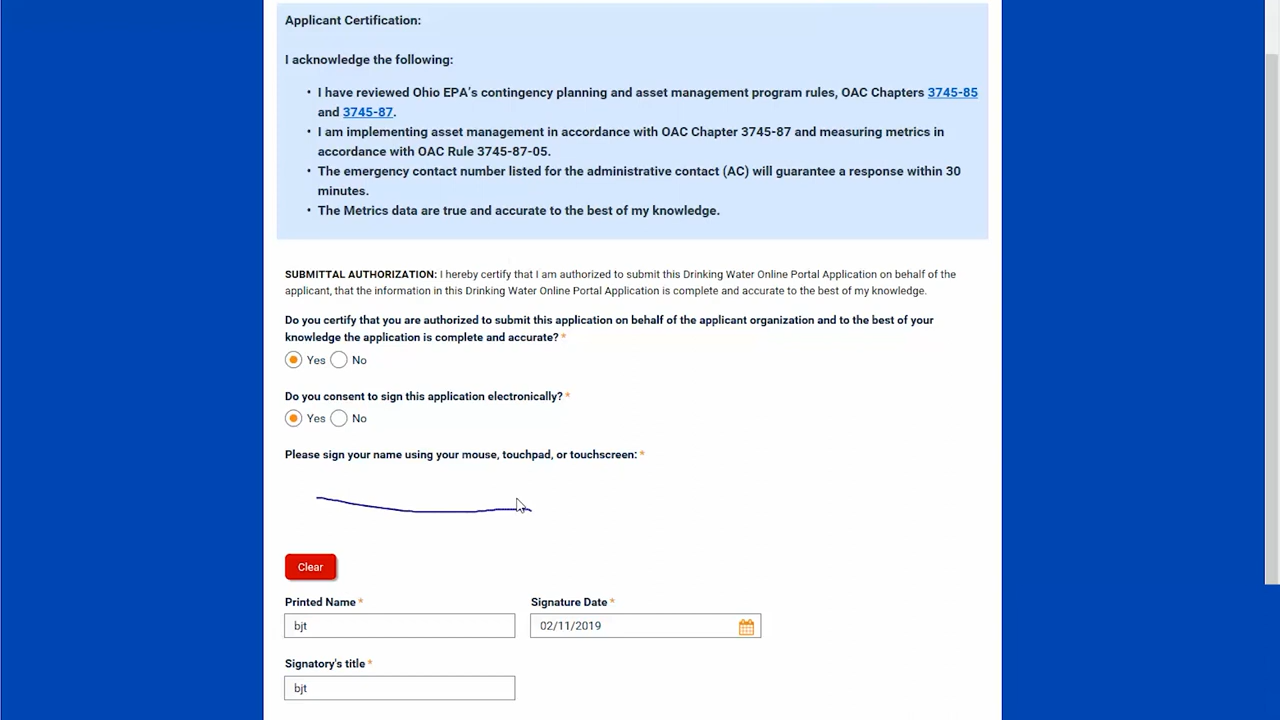 Applicant Certification:
I acknowledge the following:
• I have reviewed Ohio EPA's contingency planning and asset management program rules, OAC Chapters 3745-85
and 3745-87.
• I am implementing asset management in accordance with OAC Chapter 3745-87 and measuring metrics in
accordance with OAC Rule 3745-87-05.
• The emergency contact number listed for the administrative contact (AC) will guarantee a response within 30
minutes.
• The Metrics data are true and accurate to the best of my knowledge.
SUBMITTAL AUTHORIZATION: I hereby certify that I am authorized to submit this Drinking Water Online Portal Application on behalf of the
applicant, that the information in this Drinking Water Online Portal Application is complete and accurate to the best of my knowledge.
Do you certify that you are authorized to submit this application on behalf of the applicant organization and to the best of your
knowledge the application is complete and accurate? *
Yes No
Do you consent to sign this application electronically? *
Yes No
Please sign your name using your mouse, touchpad, or touchscreen: *
Clear
Printed Name * Signature Date *
bjt 02/11/2019
Signatory's title *
bjt